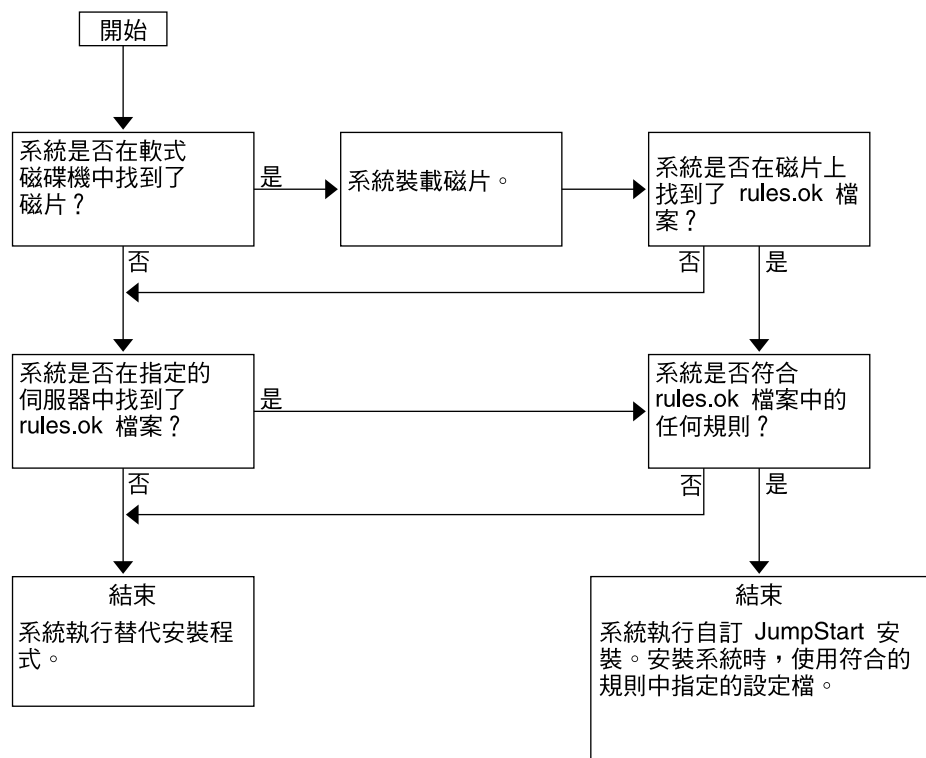 開始
系統是否在軟式
磁碟機中找到了
磁片？
是
系統裝載磁片。
系統是否在磁片上
找到了 rules.ok 檔
案？
否
否
是
系統是否在指定的
伺服器中找到了
rules.ok 檔案？
是
系統是否符合
rules.ok 檔案中的
任何規則？
否
否
是
結束
系統執行替代安裝程
式。
結束
系統執行自訂 JumpStart 安
裝。安裝系統時，使用符合的
規則中指定的設定檔。